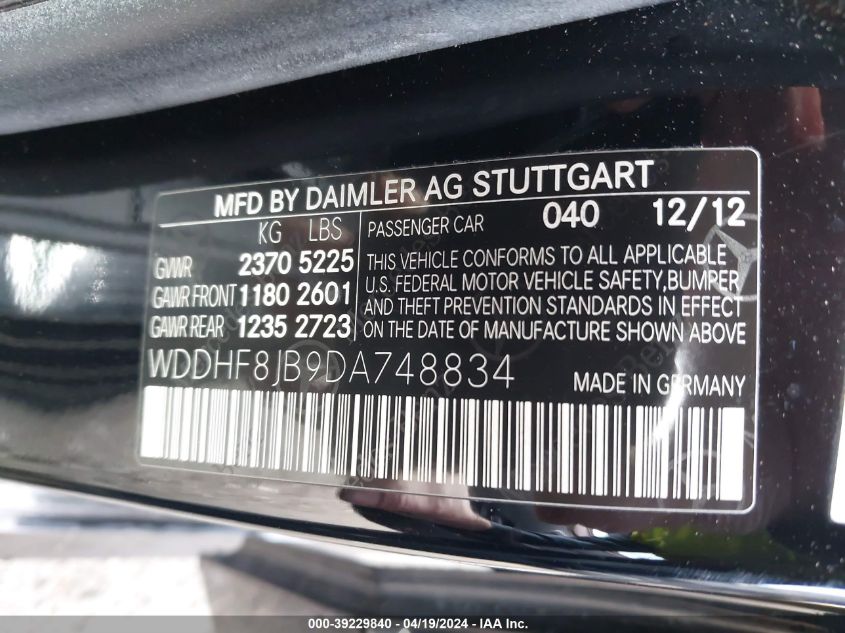 MFD BY DAIMLER AG STUTTGART
KG LBS
GVWR 2370 5225
GAWR FRONT 1180 2601
GAWR REAR 1235 2723
PASSENGER CAR 040 12/12
THIS VEHICLE CONFORMS TO ALL APPLICABLE
U.S. FEDERAL MOTOR VEHICLE SAFETY,BUMPER
AND THEFT PREVENTION STANDARDS IN EFFECT
ON THE DATE OF MANUFACTURE SHOWN ABOVE
WDDHF8JB9DA748834
MADE IN GERMANY
000-39229840 - 04/19/2024 - IAAI.COM